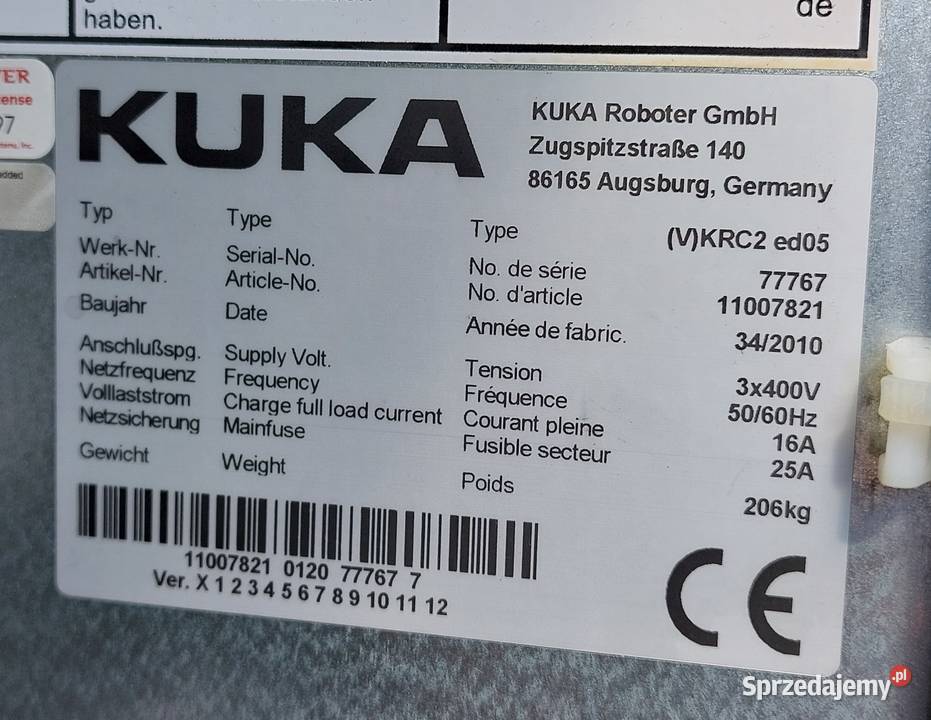 haben.
de
ense
97
KUKA
KUKA Roboter GmbH
Zugspitzstraße 140
86165 Augsburg, Germany
Typ Type Type (V)KRC2 ed05
Werk-Nr. Serial-No. No. de série 77767
Artikel-Nr. Article-No. No. d'article 11007821
Baujahr Date Année de fabric. 34/2010
Anschlußspg. Supply Volt. Tension 3x400V
Netzfrequenz Frequency Fréquence 50/60Hz
Volllaststrom Charge full load current Courant pleine 16A
Netzsicherung Mainfuse Fusible secteur 25A
Gewicht Weight Poids 206kg
11007821 0120 77767 7
Ver. X 1 2 3 4 5 6 7 8 9 10 11 12
CE
Sprzedajemy.pl